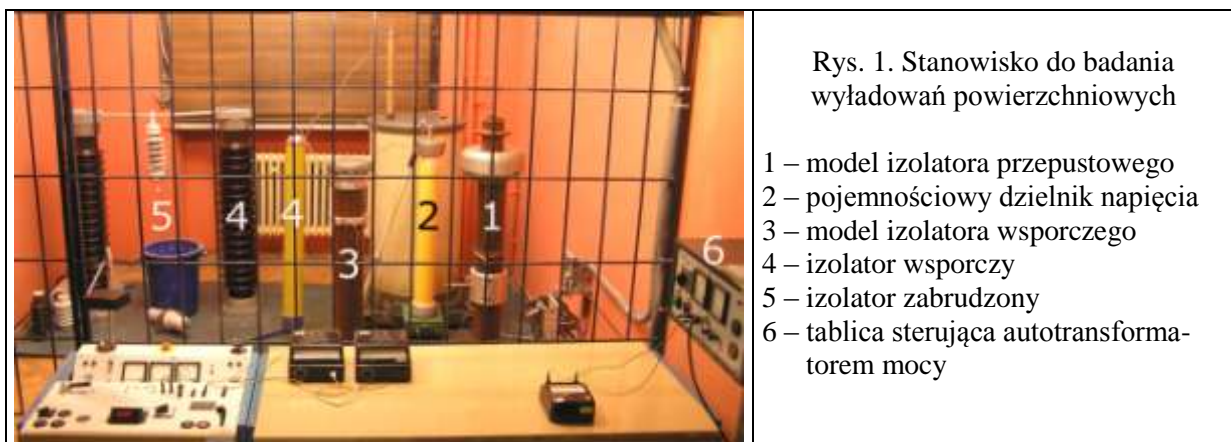 5
4
4
3
2
1
6
Rys. 1. Stanowisko do badania
wyładowań powierzchniowych
1 – model izolatora przepustowego
2 – pojemnościowy dzielnik napięcia
3 – model izolatora wsporczego
4 – izolator wsporczy
5 – izolator zabrudzony
6 – tablica sterująca autotransforma-
torem mocy